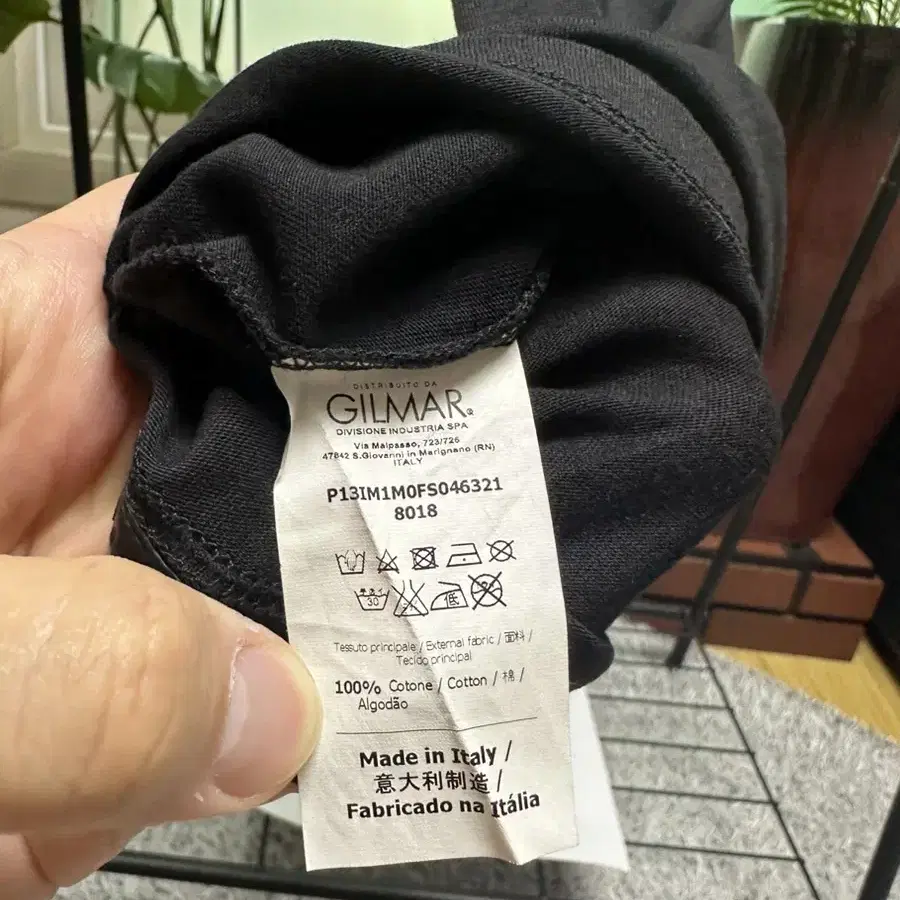 DISTRIBUITO DA
GILMAR
DIVISIONE INDUSTRIA SPA
Via Malpasso, 723/725
47842 S.Giovanni in Marignano (RN)
ITALY
P13IM1M0FS046321
8018
30
低
Tessuto principale / External fabric / 面料 /
Tecido principal
100% Cotone / Cotton / 棉 /
Algodão
Made in Italy /
意大利制造 /
Fabricado na Itália